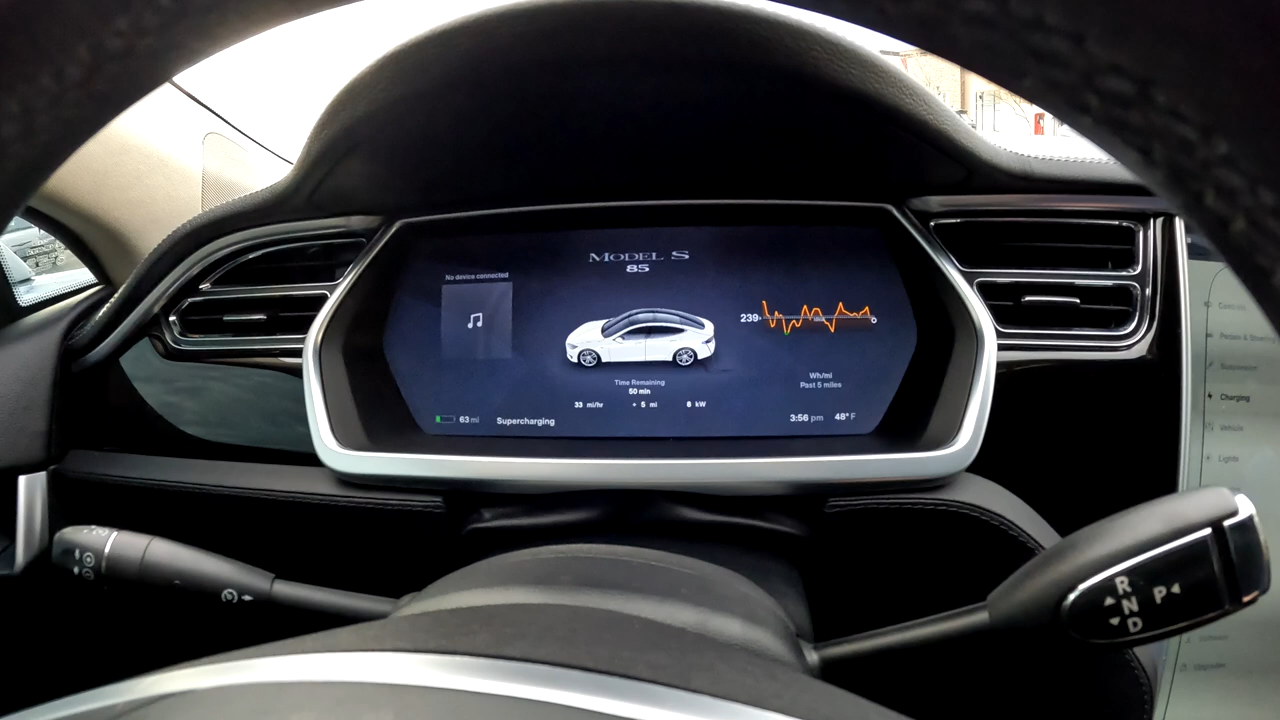 MODEL S
85
No device connected
239
Time Remaining
50 min
33 mi/hr + 5 mi 8 kW
Wh/mi
Past 5 miles
63 mi
Supercharging
3:56 pm 48° F
Suspension
Charging
Vehicle
Lights
R
N
D
P